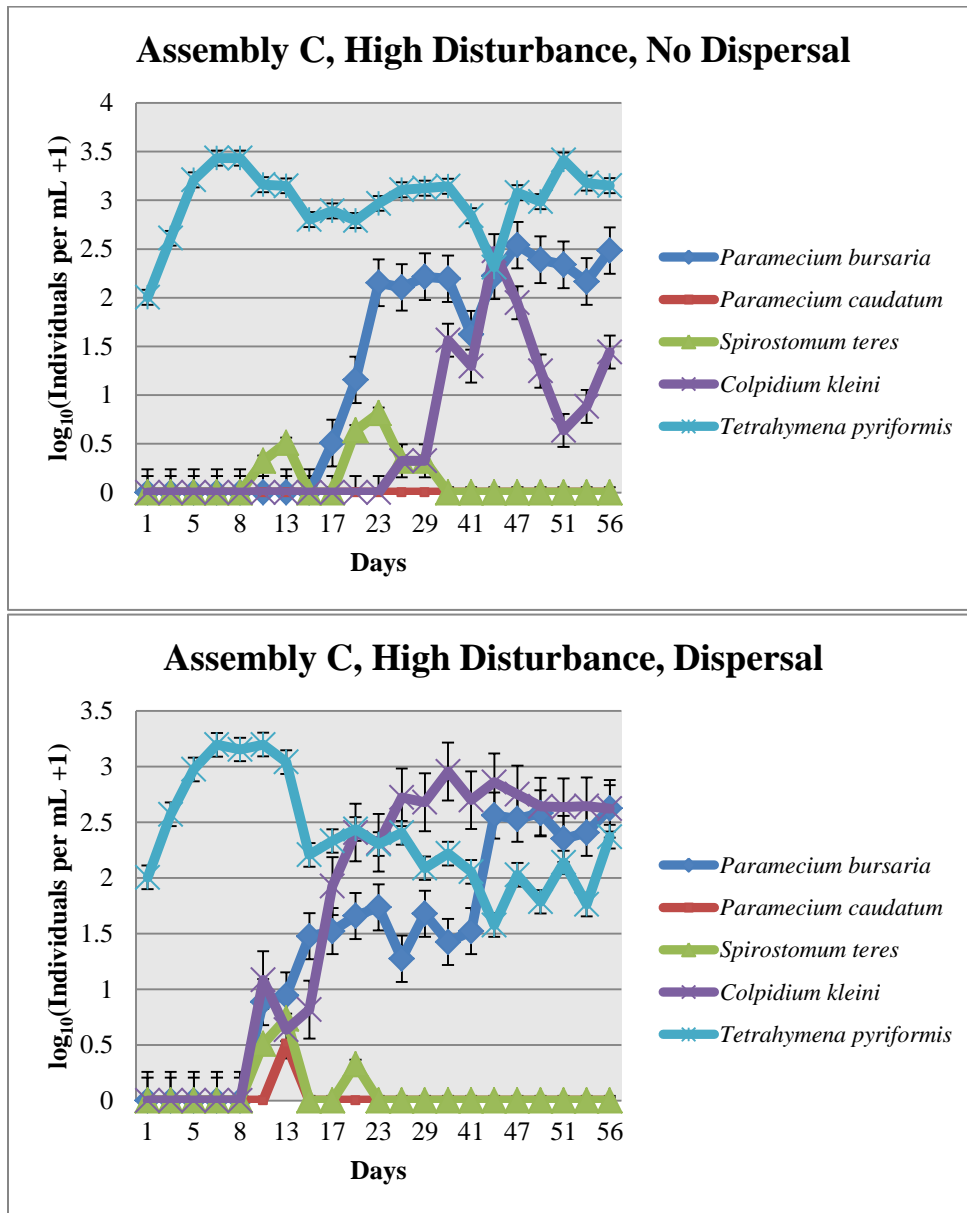 Assembly C, High Disturbance, No Dispersal
log10(Individuals per mL +1)
4
3.5
3
2.5
2
1.5
1
0.5
0
1 5 8 13 17 23 29 41 47 51 56
Days
Paramecium bursaria
Paramecium caudatum
Spirostomum teres
Colpidium kleini
Tetrahymena pyriformis
Assembly C, High Disturbance, Dispersal
log10(Individuals per mL +1)
3.5
3
2.5
2
1.5
1
0.5
0
1 5 8 13 17 23 29 41 47 51 56
Days
Paramecium bursaria
Paramecium caudatum
Spirostomum teres
Colpidium kleini
Tetrahymena pyriformis